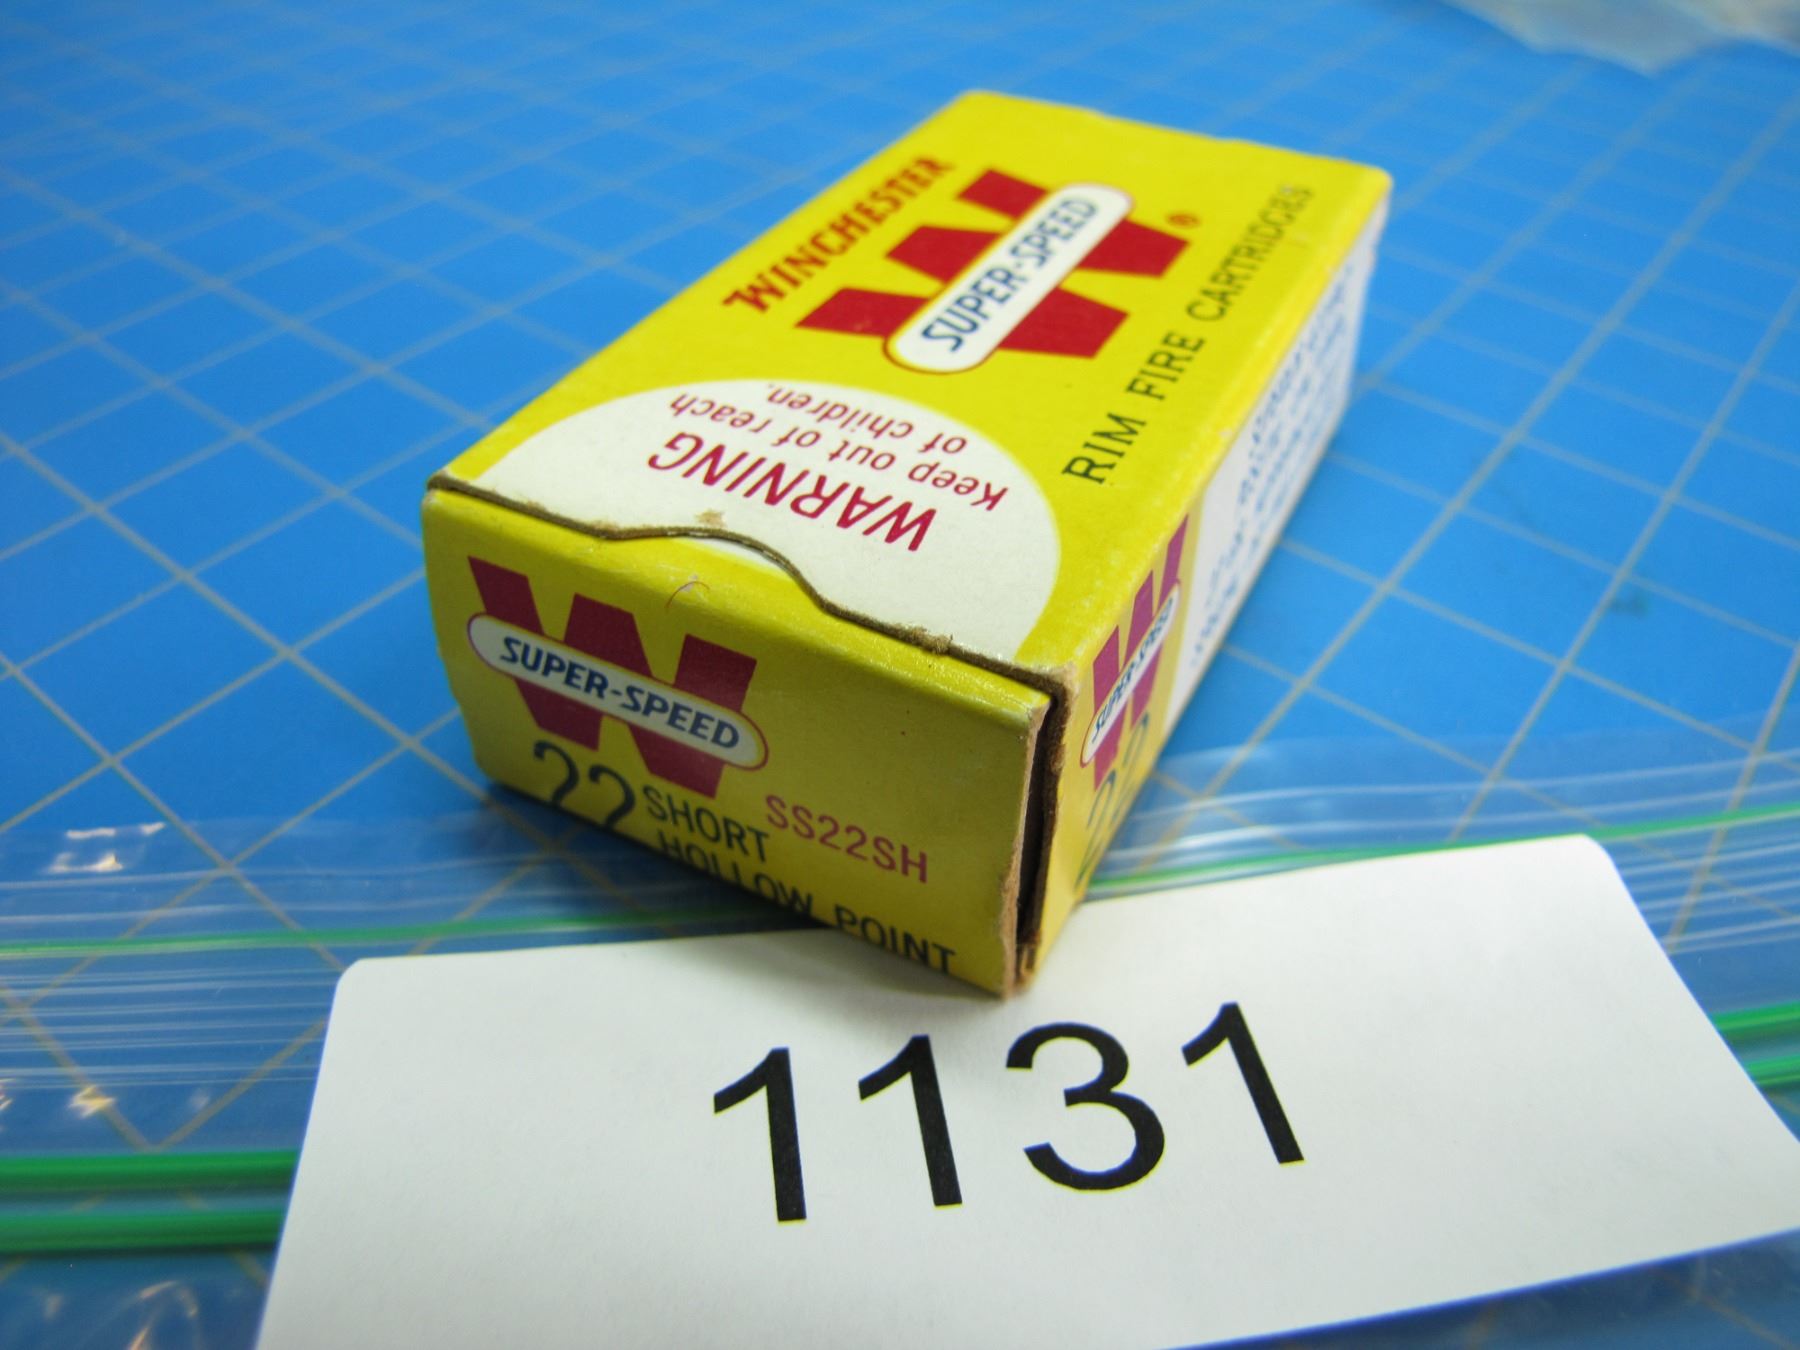 WINCHESTER
W
SUPER-SPEED
®
RIM FIRE CARTRIDGES
WARNING
Keep out of reach
of children.
W
SUPER-SPEED
22 SHORT SS22SH
HOLLOW POINT
W
SUPER-SPEED
22
1131